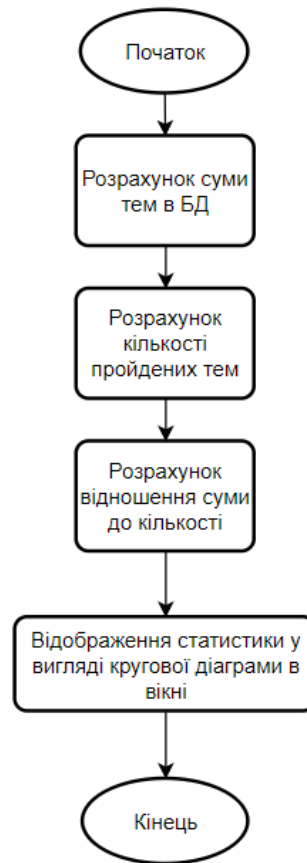 Початок
Розрахунок суми
тем в БД
Розрахунок
кількості
пройдених тем
Розрахунок
відношення суми
до кількості
Відображення статистики у
вигляді кругової діаграми в
вікні
Кінець